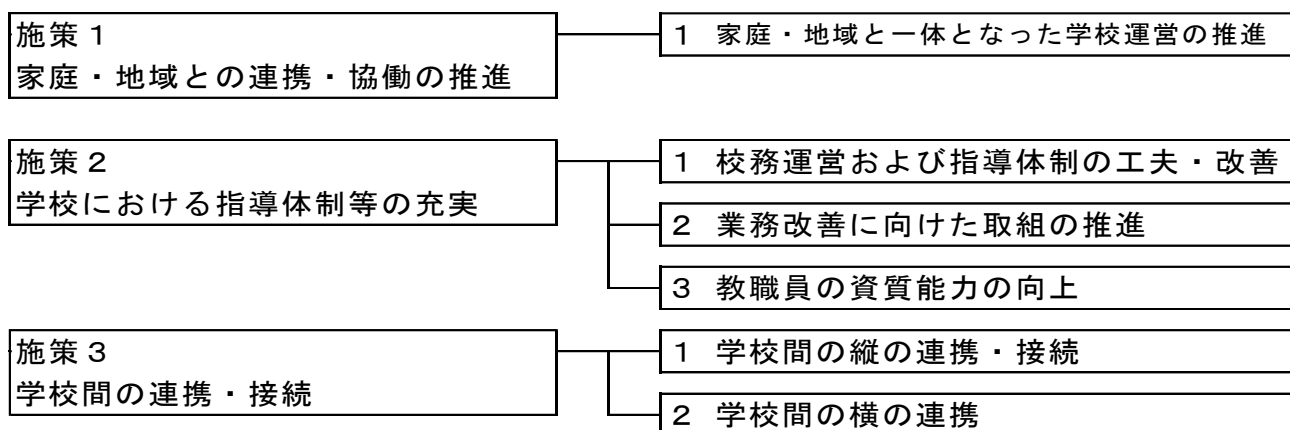 施策１
家庭・地域との連携・協働の推進
１ 家庭・地域と一体となった学校運営の推進
施策２
学校における指導体制等の充実
１ 校務運営および指導体制の工夫・改善
２ 業務改善に向けた取組の推進
３ 教職員の資質能力の向上
施策３
学校間の連携・接続
１ 学校間の縦の連携・接続
２ 学校間の横の連携